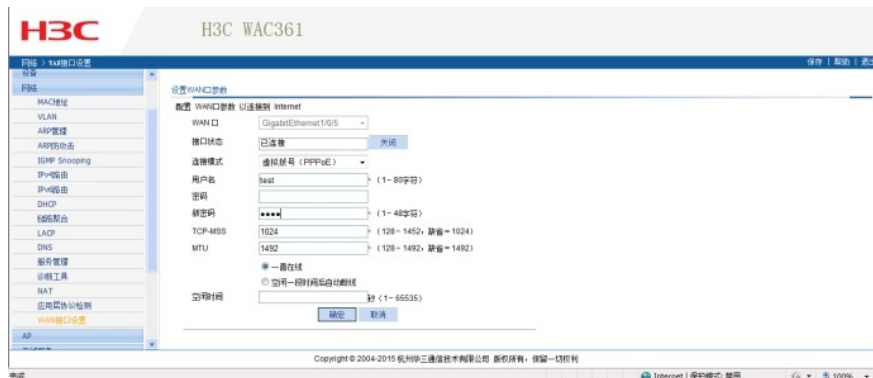 H3C
H3C WAC361
网络 > WAN接口设置
保存 | 帮助 | 退出
设备
网络
MAC地址
VLAN
ARP管理
ARP防攻击
IGMP Snooping
IPv4路由
IPv6路由
DHCP
链路聚合
LACP
DNS
服务管理
诊断工具
NAT
应用层协议检测
WAN接口设置
AP
设置WAN口参数
配置 WAN口参数 以连接到 Internet
WAN 口 GigabitEthernet1/0/5
接口状态 已连接 关闭
连接模式 虚拟拨号（PPPoE）
用户名 test * （1-80字符）
密码
新密码 •••• * （1-48字符）
TCP-MSS 1024 * （128-1452，缺省=1024）
MTU 1492 * （128-1492，缺省=1492）
一直在线
空闲一段时间后自动断线
空闲时间 秒（1-65535）
确定 取消
Copyright © 2004-2015 杭州华三通信技术有限公司 版权所有，保留一切权利
完成
Internet | 保护模式: 禁用
100%